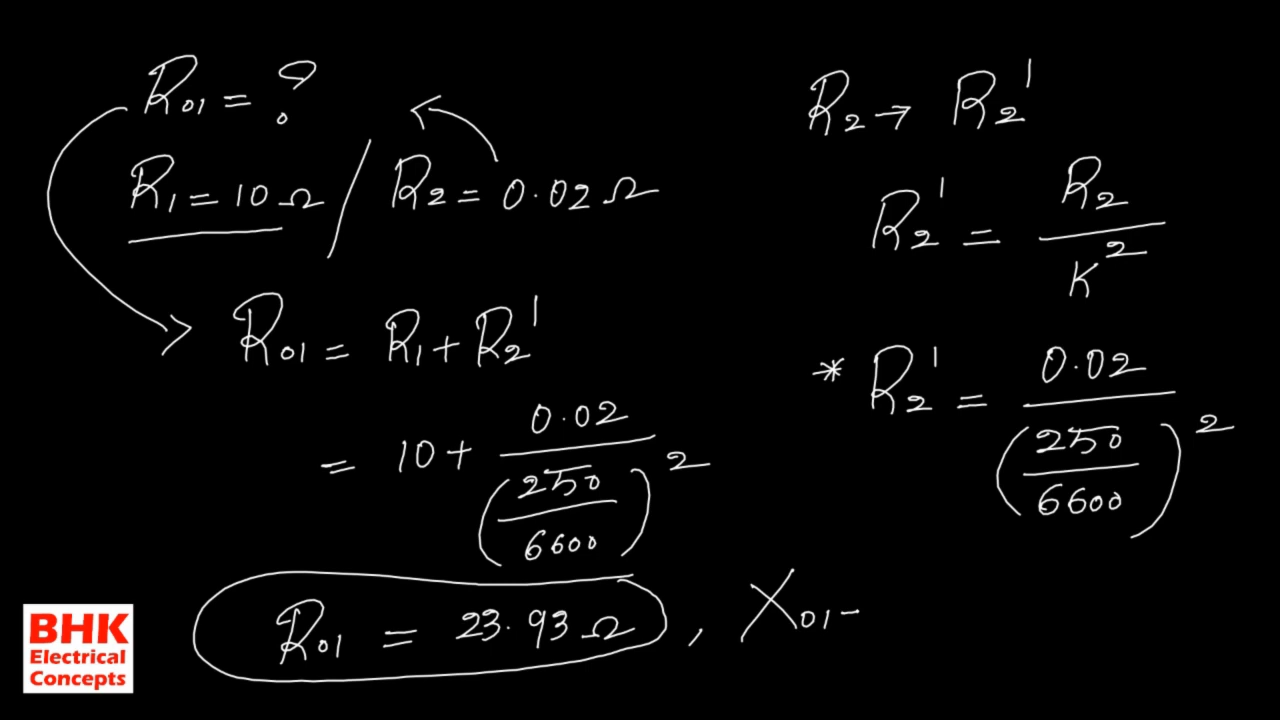 R₀₁ = ?
R₁ = 10 Ω / R₂ = 0.02 Ω
R₀₁ = R₁ + R₂'
= 10 + 0.02 / (250/6600)²
R₀₁ = 23.93 Ω , X₀₁ -
R₂ → R₂'
R₂' = R₂ / K²
* R₂' = 0.02 / (250/6600)²
BHK
Electrical
Concepts